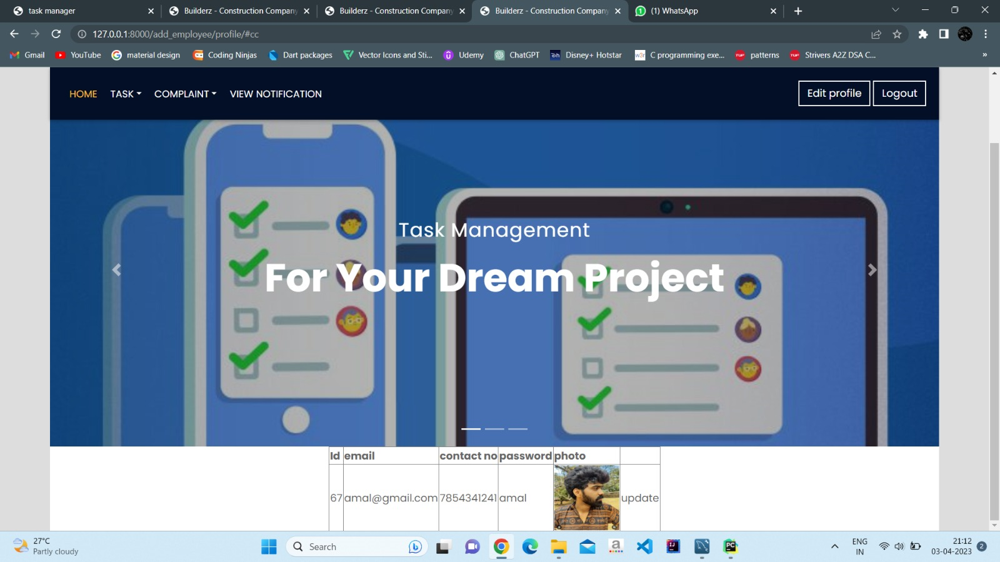 task manager
Builderz - Construction Company
Builderz - Construction Company
Builderz - Construction Company
(1) WhatsApp
127.0.0.1:8000/add_employee/profile/#cc
Gmail
YouTube
material design
Coding Ninjas
Dart packages
Vector Icons and Sti...
Udemy
ChatGPT
Disney+ Hotstar
C programming exe...
patterns
Strivers A2Z DSA C...
»
HOME
TASK
COMPLAINT
VIEW NOTIFICATION
Edit profile
Logout
Task Management
For Your Dream Project
Id email contact no password photo
67 amal@gmail.com 7854341241 amal update
27°C
Partly cloudy
Search
ENG
IN
21:12
03-04-2023
2